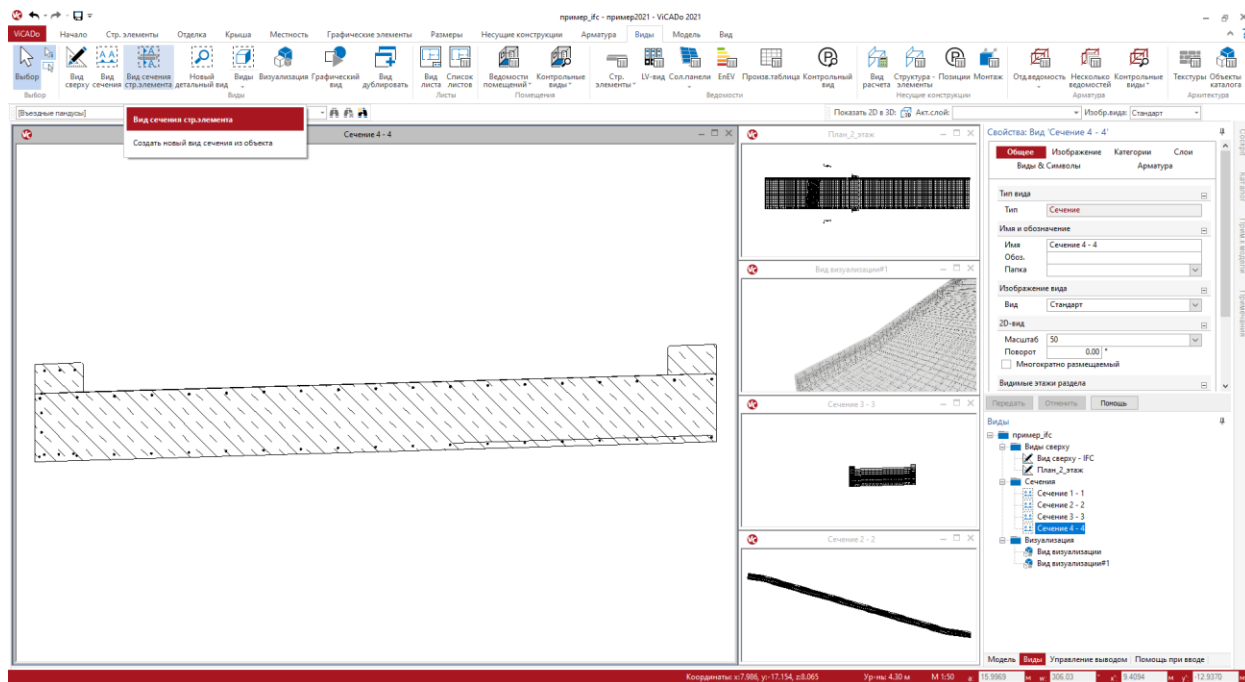 пример_ifc - пример2021 - ViCADo 2021
ViCADo Начало Стр. элементы Отделка Крыша Местность Графические элементы Размеры Несущие конструкции Арматура Виды Модель Вид
Выбор Вид сверху Вид сечения Вид сечения стр.элемента Новый детальный вид Виды Визуализация Графический вид Вид дублировать Вид листа Список листов Ведомости помещений Контрольные виды Стр. элементы LV-вид Сол.панели EnEV Произв.таблица Контрольный вид Вид расчета Структура - элементы Позиции Монтаж Отд.ведомость Несколько ведомостей Контрольные виды Текстуры Объекты каталога
Выбор Виды Листы Помещения Ведомости Несущие конструкции Арматура Архитектура
[Въездные пандусы] Показать 2D в 3D: Акт.слой: Изобр.вида: Стандарт
Вид сечения стр.элемента
Создать новый вид сечения из объекта
Сечение 4 - 4
План_2_этаж
Вид визуализации#1
Сечение 3 - 3
Сечение 2 - 2
Свойства: Вид 'Сечение 4 - 4'
Общее Изображение Категории Слои
Виды & Символы Арматура
Тип вида
Тип Сечение
Имя и обозначение
Имя Сечение 4 - 4
Обоз.
Папка
Изображение вида
Вид Стандарт
2D-вид
Масштаб 50
Поворот 0.00 °
Многократно размещаемый
Видимые этажи раздела
Передать Отменить Помощь
Виды
пример_ifc
Виды сверху
Вид сверху - IFC
План_2_этаж
Сечения
Сечение 1 - 1
Сечение 2 - 2
Сечение 3 - 3
Сечение 4 - 4
Визуализация
Вид визуализации
Вид визуализации#1
Модель Виды Управление выводом Помощь при вводе
Cockpit
Каталог
Прим.к модели
Примечания
Координаты x:7.986, y:-17.154, z:8.065 Ур-нь: 4.30 м M 1:50 a: 15.9969 м w: 306.03 ° x': 9.4094 м y': -12.9370 м